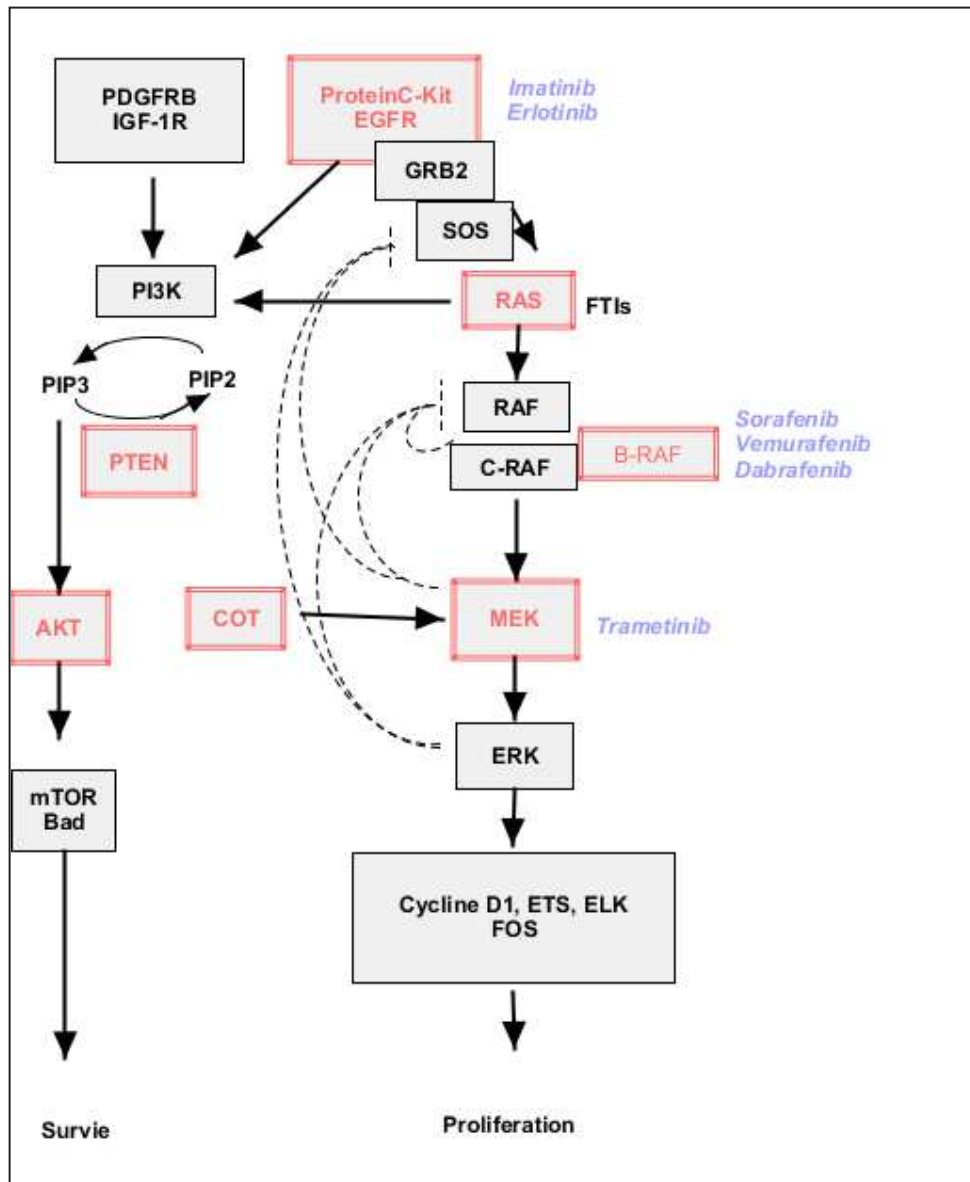 PDGFRB
IGF-1R
ProteinC-Kit
EGFR
Imatinib
Erlotinib
GRB2
SOS
PI3K
RAS
FTIs
PIP3
PIP2
RAF
PTEN
C-RAF
B-RAF
Sorafenib
Vemurafenib
Dabrafenib
AKT
COT
MEK
Trametinib
ERK
mTOR
Bad
Cycline D1, ETS, ELK
FOS
Survie
Proliferation